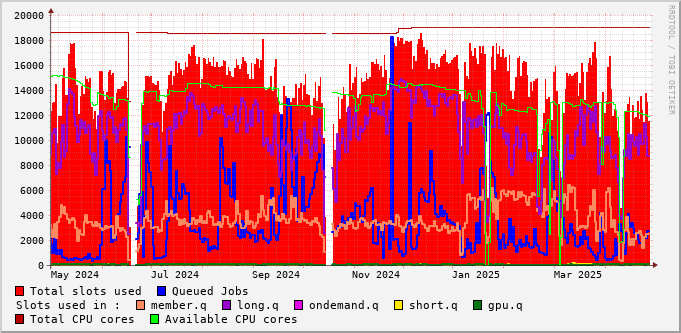 20000
18000
16000
14000
12000
10000
8000
6000
4000
2000
0
May 2024 Jul 2024 Sep 2024 Nov 2024 Jan 2025 Mar 2025
RRDTOOL / TOBI OETIKER
Total slots used Queued Jobs
Slots used in : member.q long.q ondemand.q short.q gpu.q
Total CPU cores Available CPU cores